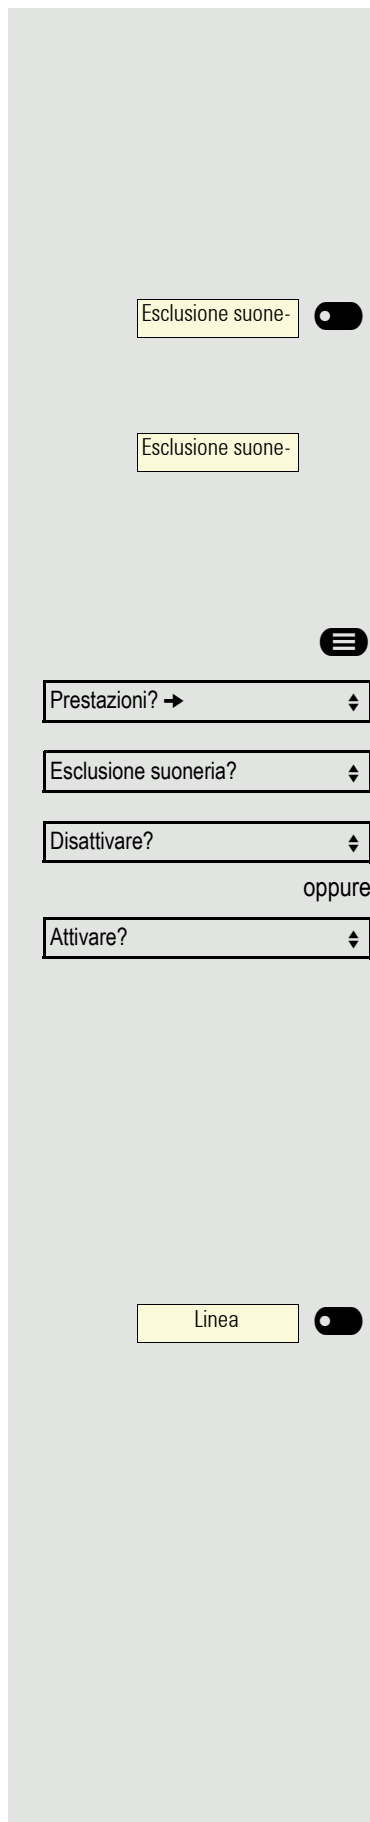 Esclusione suone-
Esclusione suone-
Prestazioni? ➜
Esclusione suoneria?
Disattivare?
oppure
Attivare?
Linea